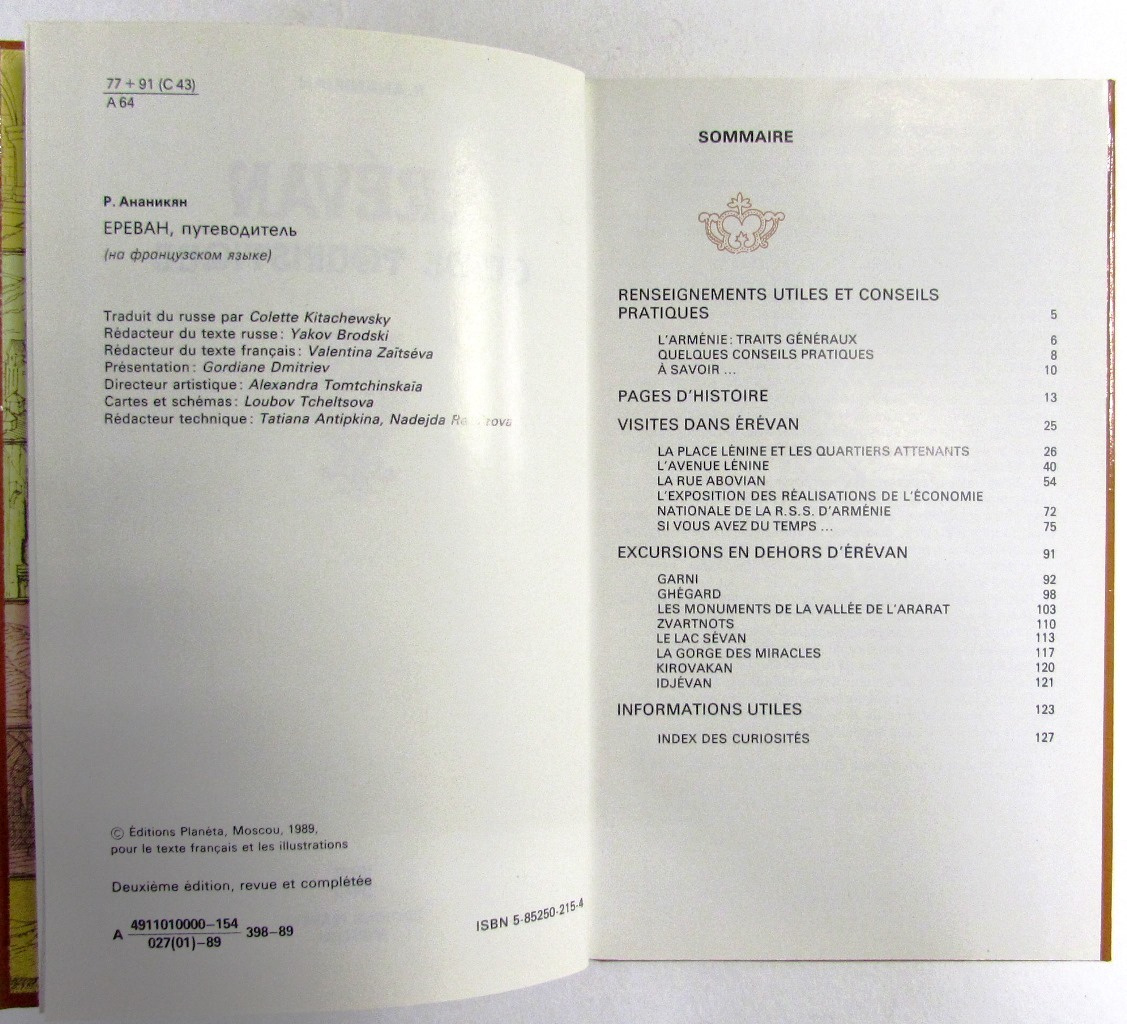 77 + 91 (C 43)
A 64
Р. Ананикян
ЕРЕВАН, путеводитель
(на французском языке)
Traduit du russe par Colette Kitachewsky
Rédacteur du texte russe: Yakov Brodski
Rédacteur du texte français: Valentina Zaïtséva
Présentation: Gordiane Dmitriev
Directeur artistique: Alexandra Tomtchinskaïa
Cartes et schémas: Loubov Tcheltsova
Rédacteur technique: Tatiana Antipkina, Nadejda
© Éditions Planéta, Moscou, 1989,
pour le texte français et les illustrations
Deuxième édition, revue et complétée
A 4911010000-154 398-89
027(01)-89
ISBN 5-85250-215-4
SOMMAIRE
RENSEIGNEMENTS UTILES ET CONSEILS
PRATIQUES 5
L'ARMÉNIE: TRAITS GÉNÉRAUX 6
QUELQUES CONSEILS PRATIQUES 8
À SAVOIR ... 10
PAGES D'HISTOIRE 13
VISITES DANS ÉRÉVAN 25
LA PLACE LÉNINE ET LES QUARTIERS ATTENANTS 26
L'AVENUE LÉNINE 40
LA RUE ABOVIAN 54
L'EXPOSITION DES RÉALISATIONS DE L'ÉCONOMIE
NATIONALE DE LA R.S.S. D'ARMÉNIE 72
SI VOUS AVEZ DU TEMPS ... 75
EXCURSIONS EN DEHORS D'ÉRÉVAN 91
GARNI 92
GHÉGARD 98
LES MONUMENTS DE LA VALLÉE DE L'ARARAT 103
ZVARTNOTS 110
LE LAC SÉVAN 113
LA GORGE DES MIRACLES 117
KIROVAKAN 120
IDJÉVAN 121
INFORMATIONS UTILES 123
INDEX DES CURIOSITÉS 127